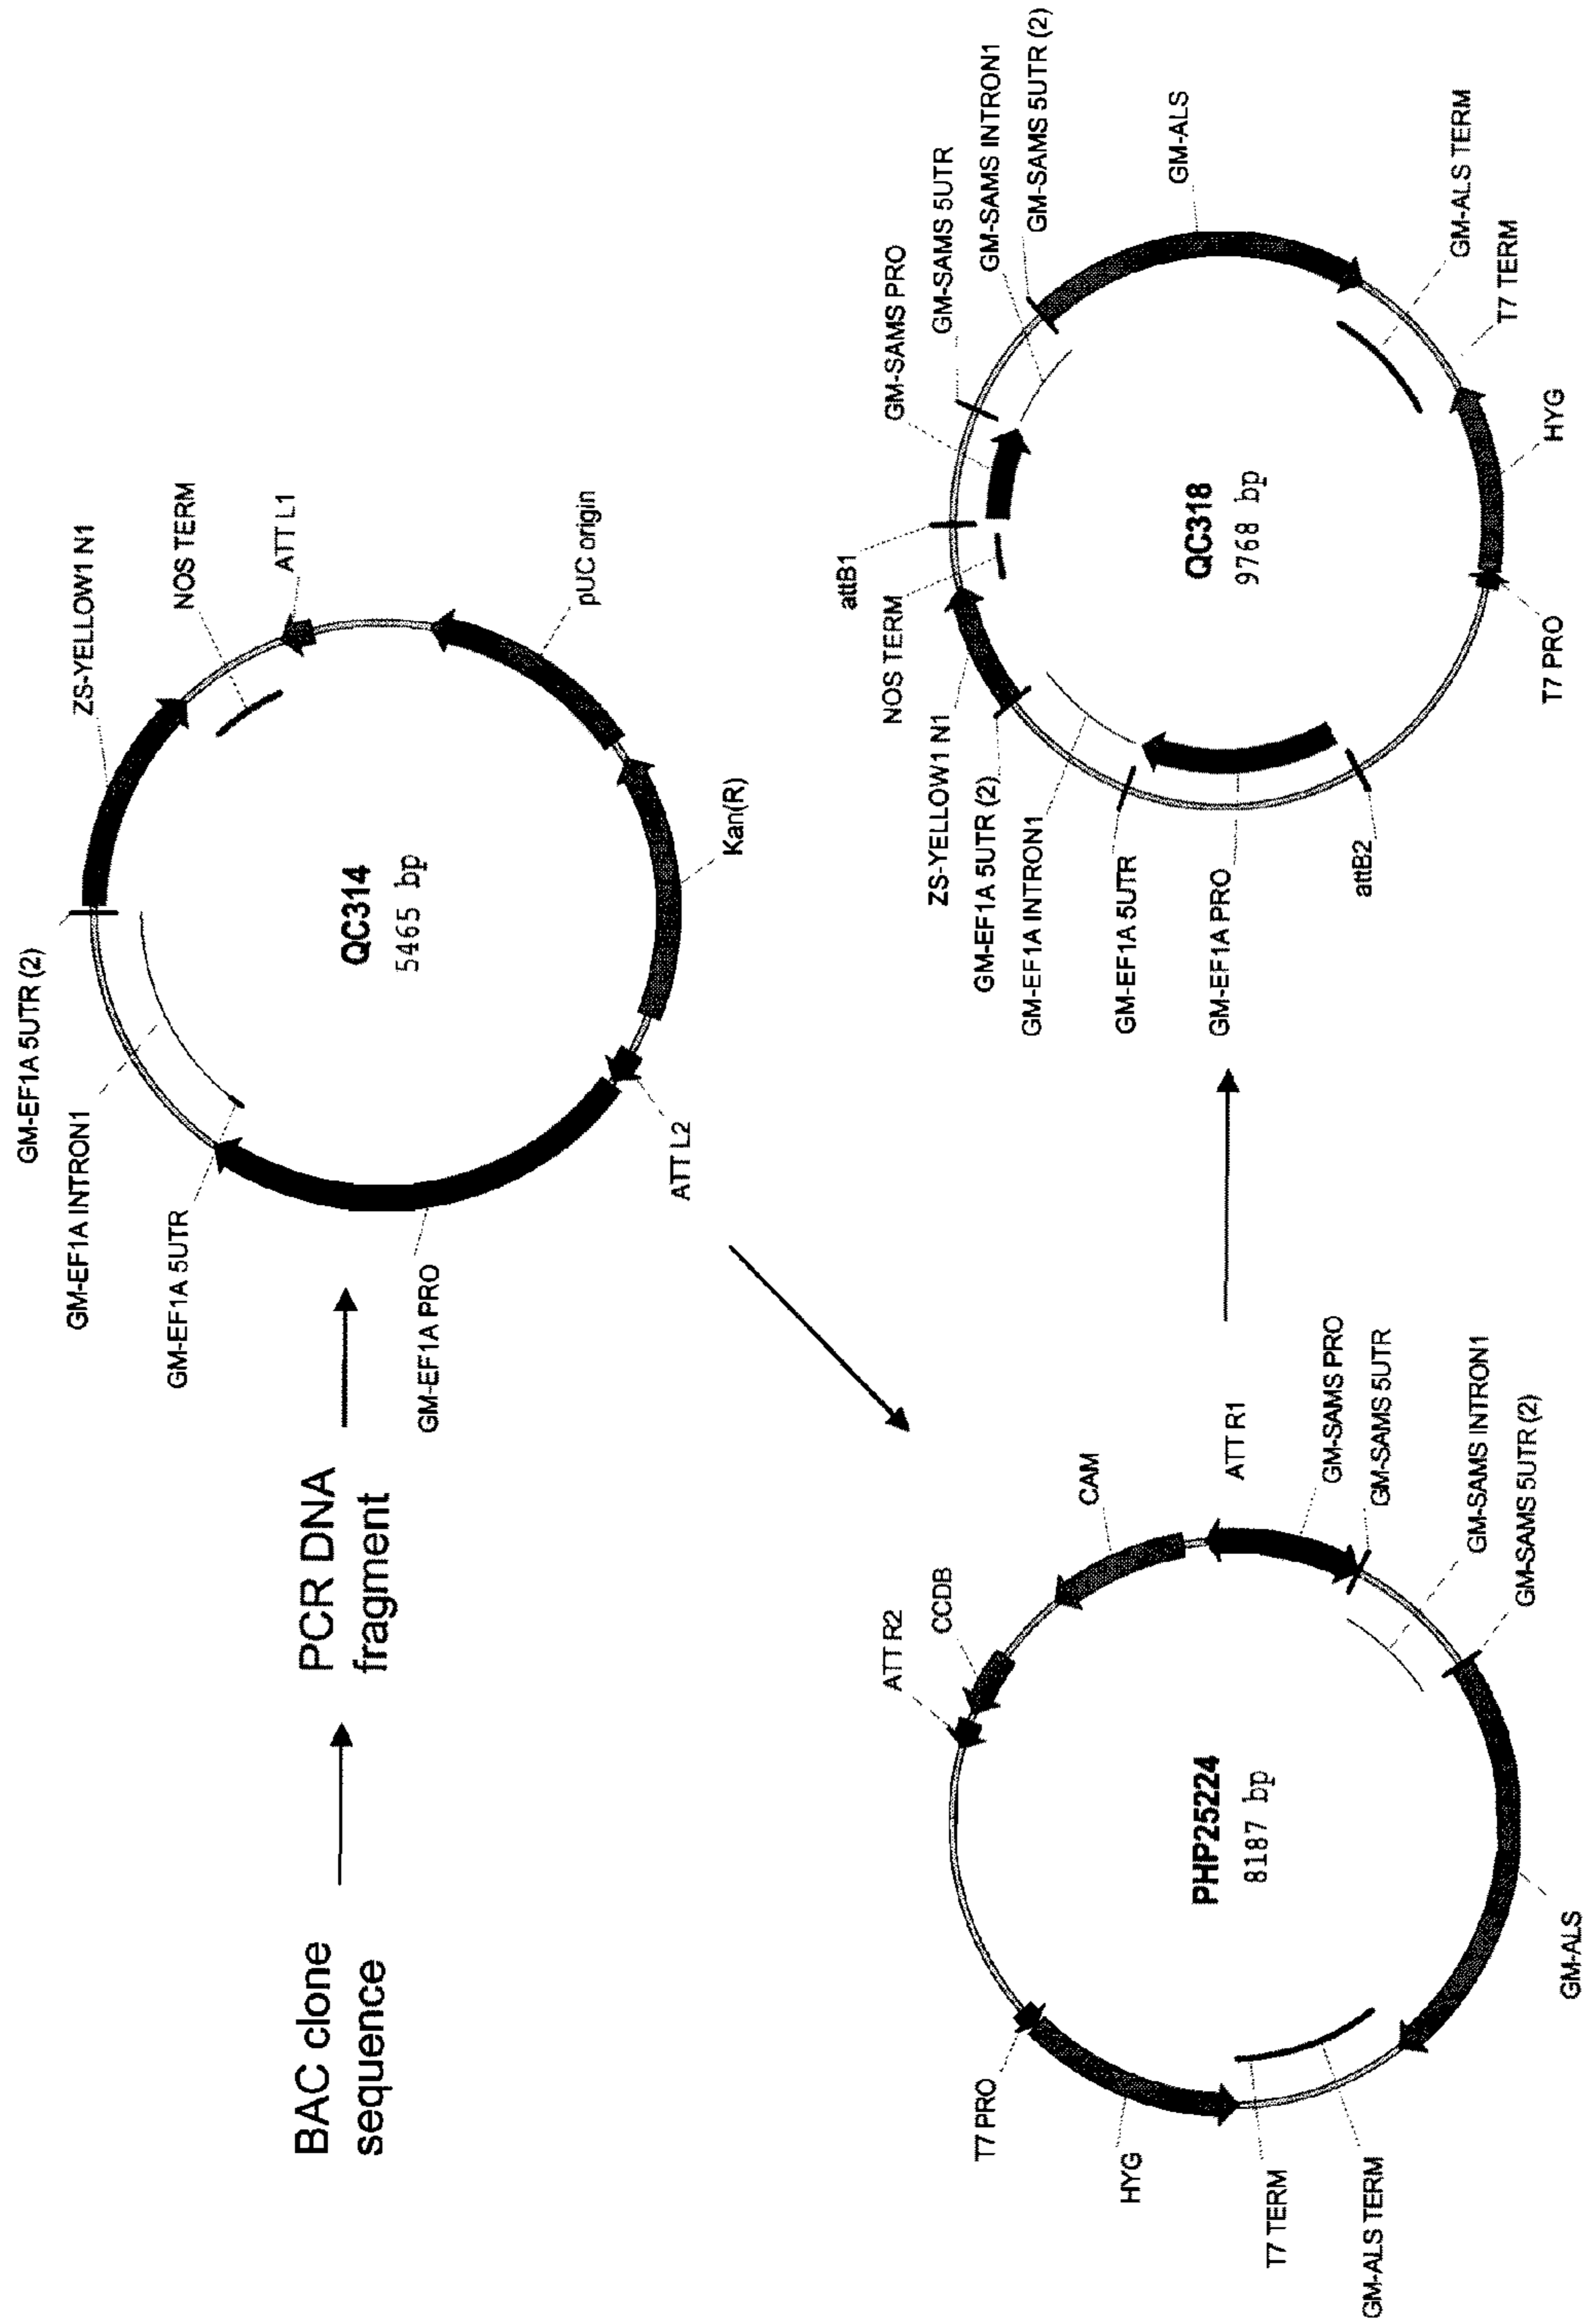 BAC clone
sequence
PCR DNA
fragment
GM-EF1A 5UTR (2)
GM-EF1A INTRON1
GM-EF1A 5UTR
GM-EF1A PRO
ZS-YELLOW1 N1
NOS TERM
ATT L1
pUC origin
Kan(R)
ATT L2
QC314
5465 bp
ATT R2
CCDB
CAM
ATT R1
GM-SAMS PRO
GM-SAMS 5UTR
GM-SAMS INTRON1
GM-SAMS 5UTR (2)
GM-ALS
GM-ALS TERM
T7 TERM
HYG
T7 PRO
PHP25224
8187 bp
attB1
NOS TERM
ZS-YELLOW1 N1
GM-EF1A 5UTR (2)
GM-EF1A INTRON1
GM-EF1A 5UTR
GM-EF1A PRO
attB2
GM-SAMS PRO
GM-SAMS 5UTR
GM-SAMS INTRON1
GM-SAMS 5UTR (2)
GM-ALS
GM-ALS TERM
T7 TERM
HYG
T7 PRO
QC318
9768 bp